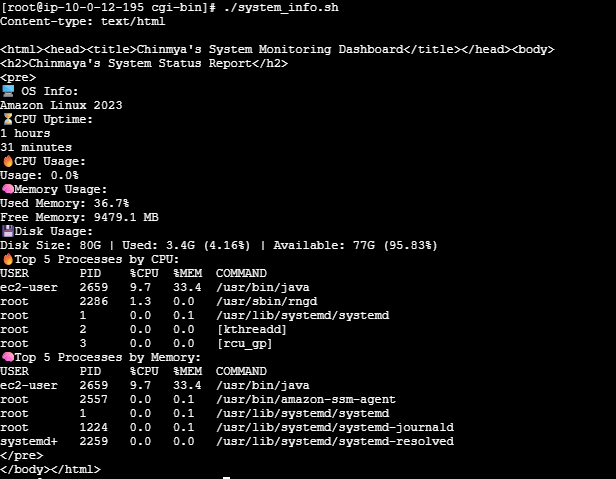 [root@ip-10-0-12-195 cgi-bin]# ./system_info.sh
Content-type: text/html

<html><head><title>Chinmya's System Monitoring Dashboard</title></head><body>
<h2>Chinmaya's System Status Report</h2>
<pre>
🖥️ OS Info:
Amazon Linux 2023
⏳CPU Uptime:
1 hours
31 minutes
🔥CPU Usage:
Usage: 0.0%
🧠Memory Usage:
Used Memory: 36.7%
Free Memory: 9479.1 MB
💾Disk Usage:
Disk Size: 80G | Used: 3.4G (4.16%) | Available: 77G (95.83%)
🔥Top 5 Processes by CPU:
USER       PID    %CPU  %MEM  COMMAND
ec2-user   2659   9.7   33.4  /usr/bin/java
root       2286   1.3   0.0   /usr/sbin/rngd
root       1      0.0   0.1   /usr/lib/systemd/systemd
root       2      0.0   0.0   [kthreadd]
root       3      0.0   0.0   [rcu_gp]
🧠Top 5 Processes by Memory:
USER       PID    %CPU  %MEM  COMMAND
ec2-user   2659   9.7   33.4  /usr/bin/java
root       2557   0.0   0.1   /usr/bin/amazon-ssm-agent
root       1      0.0   0.1   /usr/lib/systemd/systemd
root       1224   0.0   0.1   /usr/lib/systemd/systemd-journald
systemd+   2259   0.0   0.0   /usr/lib/systemd/systemd-resolved
</pre>
</body></html>